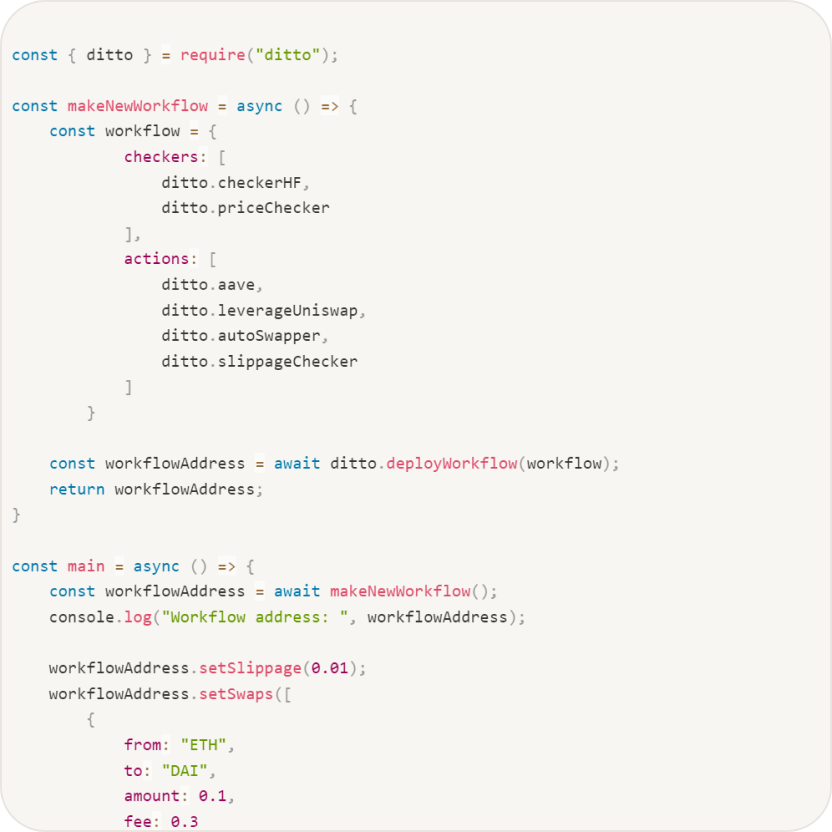 const { ditto } = require("ditto");
const makeNewWorkflow = async () => {
    const workflow = {
            checkers: [
                ditto.checkerHF,
                ditto.priceChecker
            ],
            actions: [
                ditto.aave,
                ditto.leverageUniswap,
                ditto.autoSwapper,
                ditto.slippageChecker
            ]
        }
    const workflowAddress = await ditto.deployWorkflow(workflow);
    return workflowAddress;
}
const main = async () => {
    const workflowAddress = await makeNewWorkflow();
    console.log("Workflow address: ", workflowAddress);
    workflowAddress.setSlippage(0.01);
    workflowAddress.setSwaps([
        {
            from: "ETH",
            to: "DAI",
            amount: 0.1,
            fee: 0.3